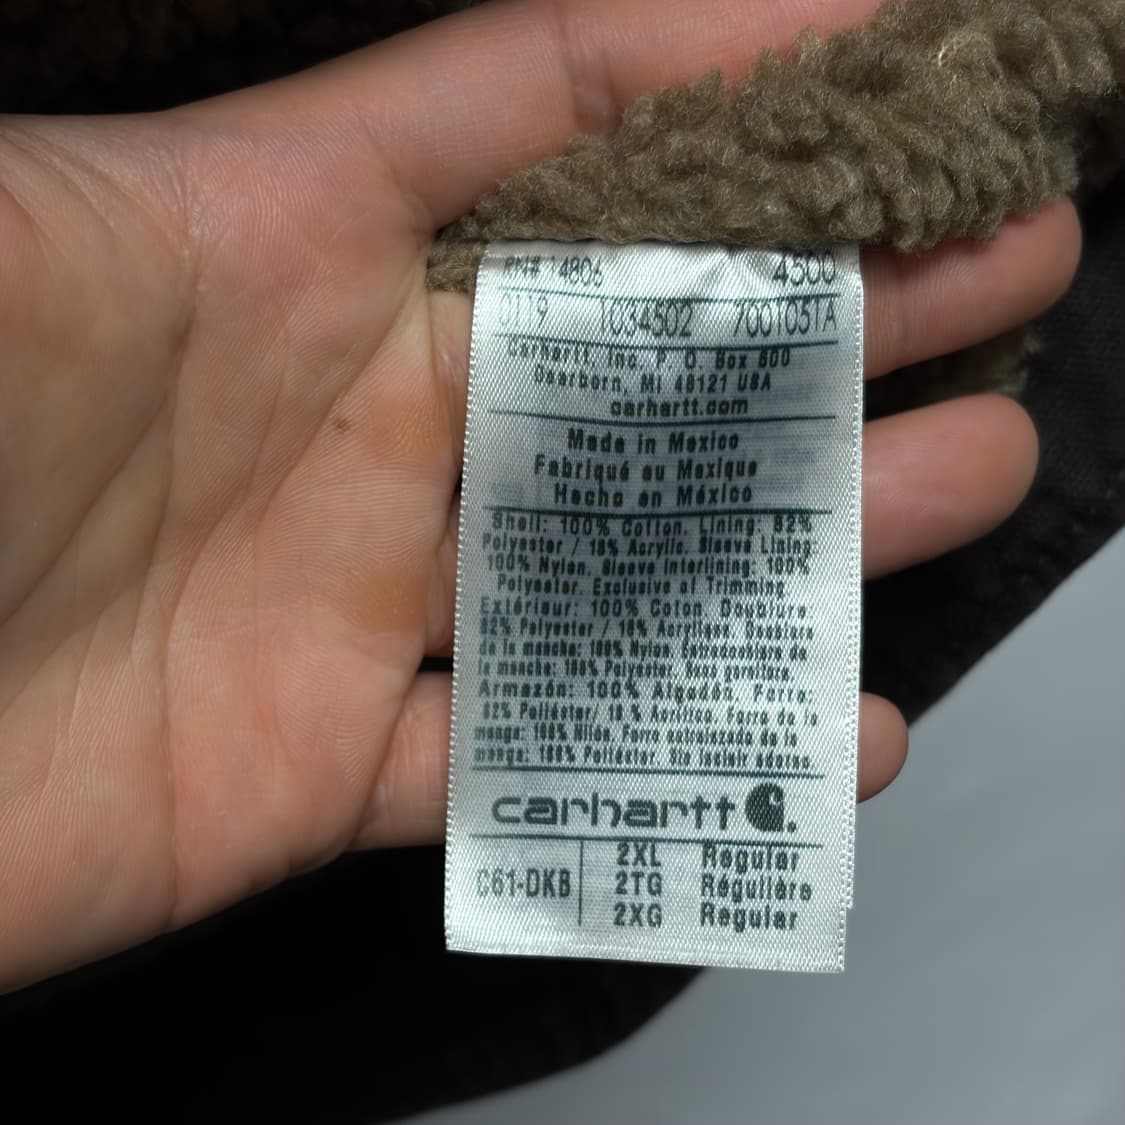 RN# 14806 4500
0119 1034502 7001051A
Carhartt, Inc. P. O. Box 600
Dearborn, MI 48121 USA
carhartt.com
Made in Mexico
Fabriqué au Mexique
Hecho en México
Shell: 100% Cotton. Lining: 82%
Polyester / 18% Acrylic. Sleeve Lining
100% Nylon. Sleeve Interlining: 100%
Polyester. Exclusive of Trimming
Extérieur: 100% Coton. Doublure
82% Polyester / 18% Acrylique. Doublure
de la manche: 100% Nylon. Entredoublure de
la manche: 100% Polyester. Sans garniture.
Armazón: 100% Algodón. Forro:
82% Poliéster/ 18 % Acrílico. Forro de la
manga: 100% Nilón. Forro entrelazado de la
manga: 100% Poliéster. Sin incluir adorno.
carhartt
C61-DKB 2XL Regular
2TG Régulière
2XG Regular